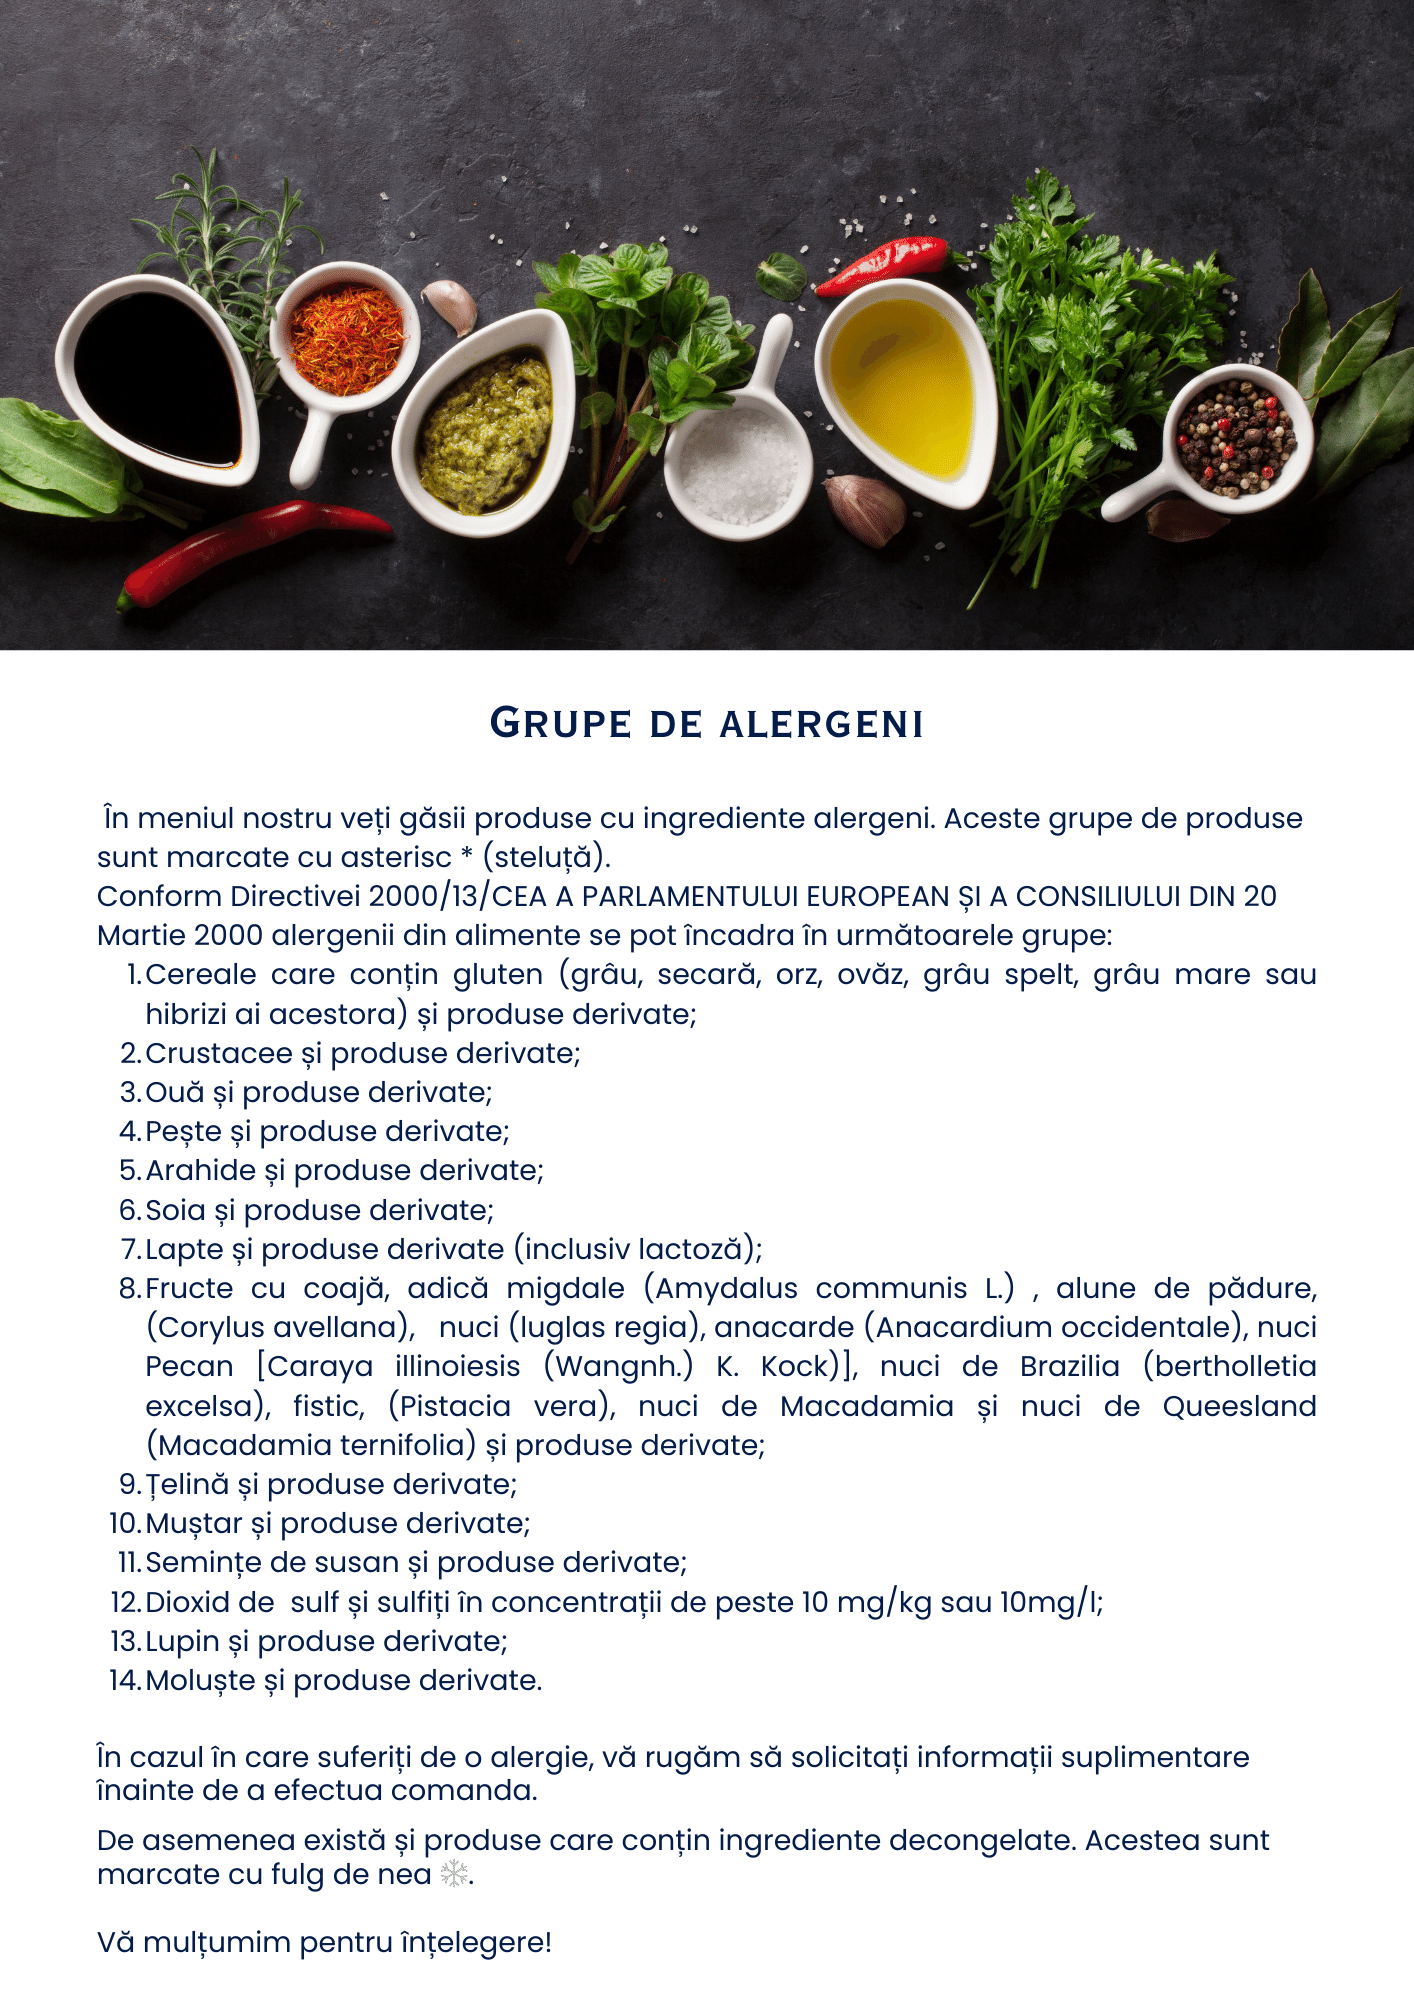 Grupe de alergeni
În meniul nostru veți găsii produse cu ingrediente alergeni. Aceste grupe de produse
sunt marcate cu asterisc * (steluță).
Conform Directivei 2000/13/CEA A PARLAMENTULUI EUROPEAN ȘI A CONSILIULUI DIN 20
Martie 2000 alergenii din alimente se pot încadra în următoarele grupe:
1. Cereale care conțin gluten (grâu, secară, orz, ovăz, grâu spelt, grâu mare sau
hibrizi ai acestora) și produse derivate;
2. Crustacee și produse derivate;
3. Ouă și produse derivate;
4. Pește și produse derivate;
5. Arahide și produse derivate;
6. Soia și produse derivate;
7. Lapte și produse derivate (inclusiv lactoză);
8. Fructe cu coajă, adică migdale (Amydalus communis L.) , alune de pădure,
(Corylus avellana), nuci (luglas regia), anacarde (Anacardium occidentale), nuci
Pecan [Caraya illinoiesis (Wangnh.) K. Kock)], nuci de Brazilia (bertholletia
excelsa), fistic, (Pistacia vera), nuci de Macadamia și nuci de Queesland
(Macadamia ternifolia) și produse derivate;
9. Țelină și produse derivate;
10. Muștar și produse derivate;
11. Semințe de susan și produse derivate;
12. Dioxid de sulf și sulfiți în concentrații de peste 10 mg/kg sau 10mg/l;
13. Lupin și produse derivate;
14. Moluște și produse derivate.
În cazul în care suferiți de o alergie, vă rugăm să solicitați informații suplimentare
înainte de a efectua comanda.
De asemenea există și produse care conțin ingrediente decongelate. Acestea sunt
marcate cu fulg de nea ❄.
Vă mulțumim pentru înțelegere!